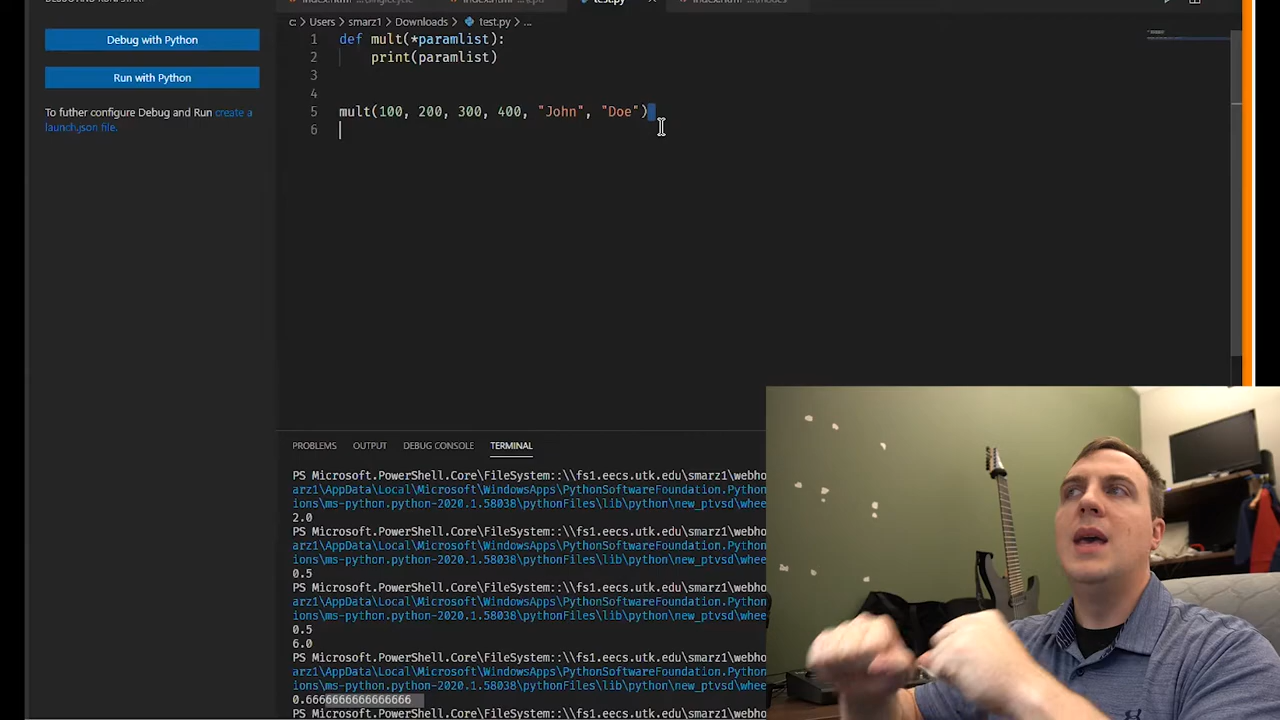 c: > Users > smarz1 > Downloads > test.py > ...
Debug with Python
Run with Python
To futher configure Debug and Run create a
launch.json file.
1 def mult(*paramlist):
2 print(paramlist)
3
4
5 mult(100, 200, 300, 400, "John", "Doe")
6
PROBLEMS OUTPUT DEBUG CONSOLE TERMINAL
PS Microsoft.PowerShell.Core\FileSystem::\\fs1.eecs.utk.edu\smarz1\webho
arz1\AppData\Local\Microsoft\WindowsApps\PythonSoftwareFoundation.Python
ions\ms-python.python-2020.1.58038\pythonFiles\lib\python\new_ptvsd\whee
2.0
PS Microsoft.PowerShell.Core\FileSystem::\\fs1.eecs.utk.edu\smarz1\webho
arz1\AppData\Local\Microsoft\WindowsApps\PythonSoftwareFoundation.Python
ions\ms-python.python-2020.1.58038\pythonFiles\lib\python\new_ptvsd\whee
0.5
PS Microsoft.PowerShell.Core\FileSystem::\\fs1.eecs.utk.edu\smarz1\webho
arz1\AppData\Local\Microsoft\WindowsApps\PythonSoftwareFoundation.Python
ions\ms-python.python-2020.1.58038\pythonFiles\lib\python\new_ptvsd\whee
0.5
6.0
PS Microsoft.PowerShell.Core\FileSystem::\\fs1.eecs.utk.edu\smarz1\webho
arz1\AppData\Local\Microsoft\WindowsApps\PythonSoftwareFoundation.Python
ions\ms-python.python-2020.1.58038\pythonFiles\lib\python\new_ptvsd\whee
0.6666666666666666
PS Microsoft.PowerShell.Core\FileSystem::\\fs1.eecs.utk.edu\smarz1\webho